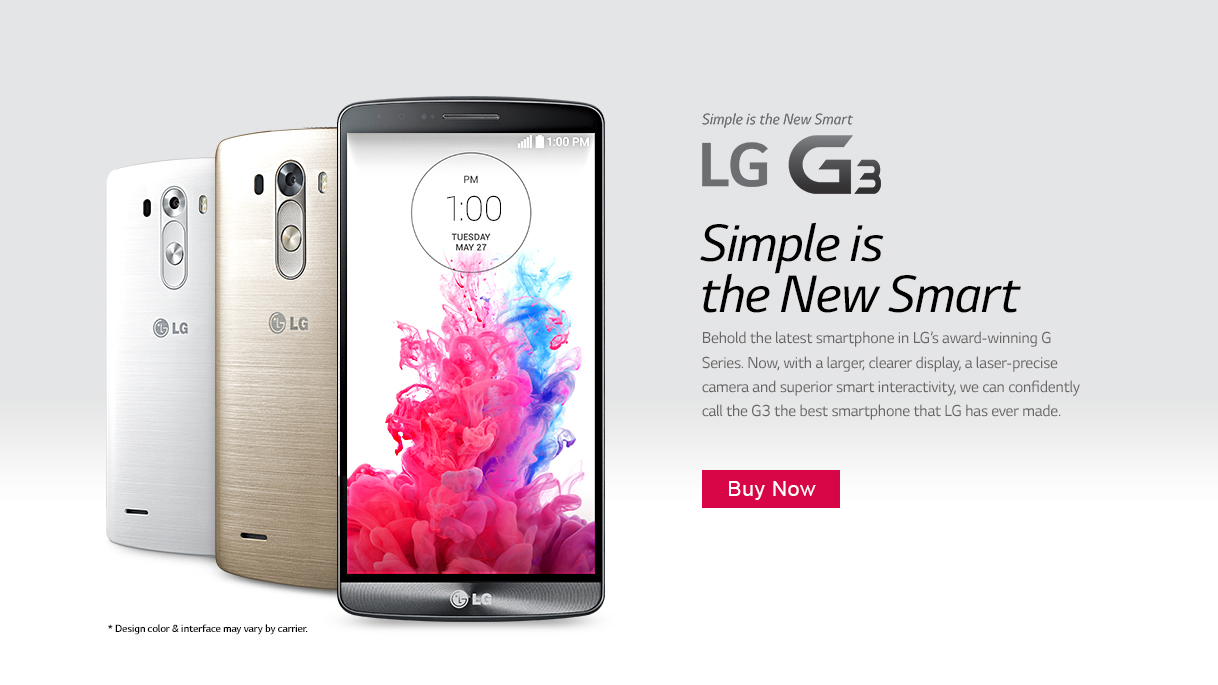 LG
LG
1:00 PM
PM
1:00
TUESDAY
MAY 27
LG
* Design color & interface may vary by carrier.
Simple is the New Smart
LG G3
Simple is
the New Smart
Behold the latest smartphone in LG’s award-winning G
Series. Now, with a larger, clearer display, a laser-precise
camera and superior smart interactivity, we can confidently
call the G3 the best smartphone that LG has ever made.
Buy Now